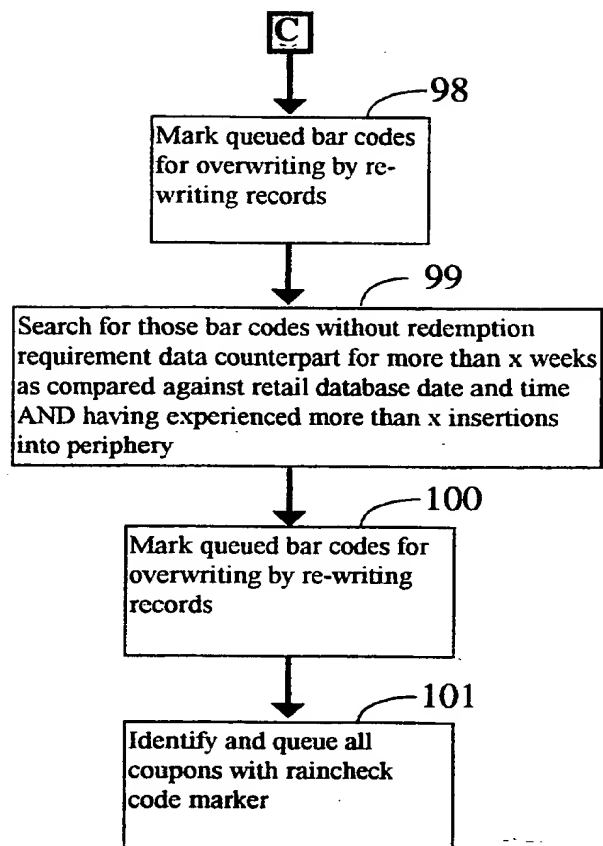 C
98
Mark queued bar codes
for overwriting by re-
writing records
99
Search for those bar codes without redemption
requirement data counterpart for more than x weeks
as compared against retail database date and time
AND having experienced more than x insertions
into periphery
100
Mark queued bar codes for
overwriting by re-writing
records
101
Identify and queue all
coupons with raincheck
code marker